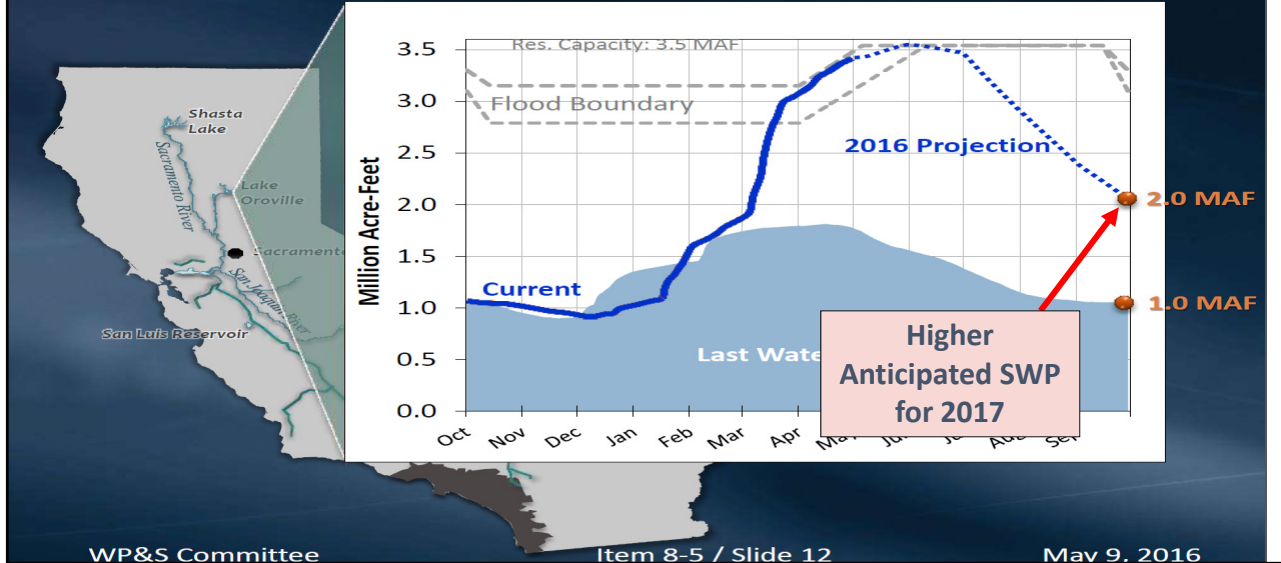 Res. Capacity: 3.5 MAF
Flood Boundary
2016 Projection
Current
Last
Million Acre-Feet
3.5
3.0
2.5
2.0
1.5
1.0
0.5
0.0
Oct
Nov
Dec
Jan
Feb
Mar
Apr
2.0 MAF
1.0 MAF
Higher
Anticipated SWP
for 2017
Shasta
Lake
Sacramento River
Lake
Oroville
Sacramento
San Joaquin River
San Luis Reservoir
WP&S Committee
Item 8-5 / Slide 12
May 9, 2016